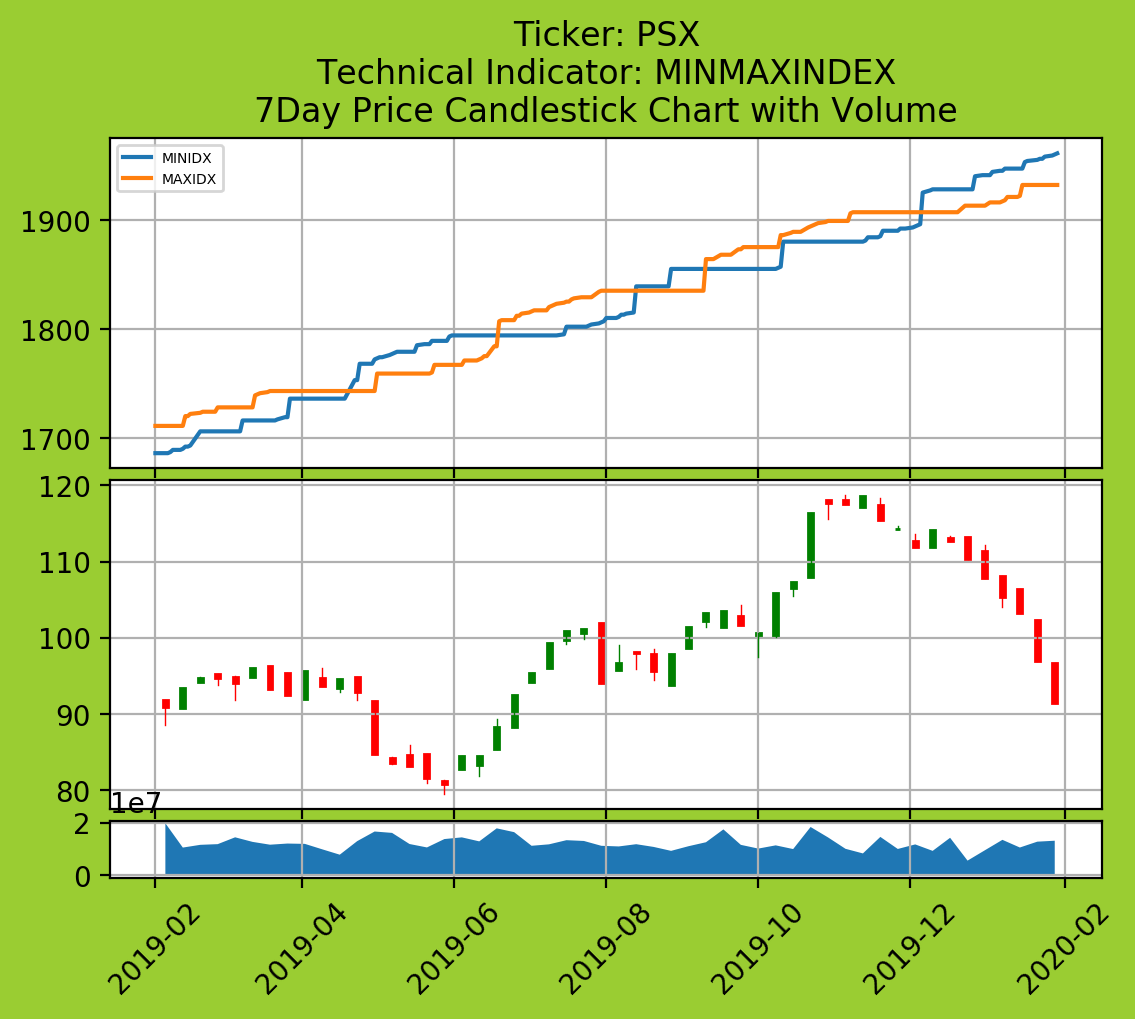 Ticker: PSX
Technical Indicator: MINMAXINDEX
7Day Price Candlestick Chart with Volume
MINIDX
MAXIDX
1900
1800
1700
120
110
100
90
80
1e7
2
0
2019-02
2019-04
2019-06
2019-08
2019-10
2019-12
2020-02